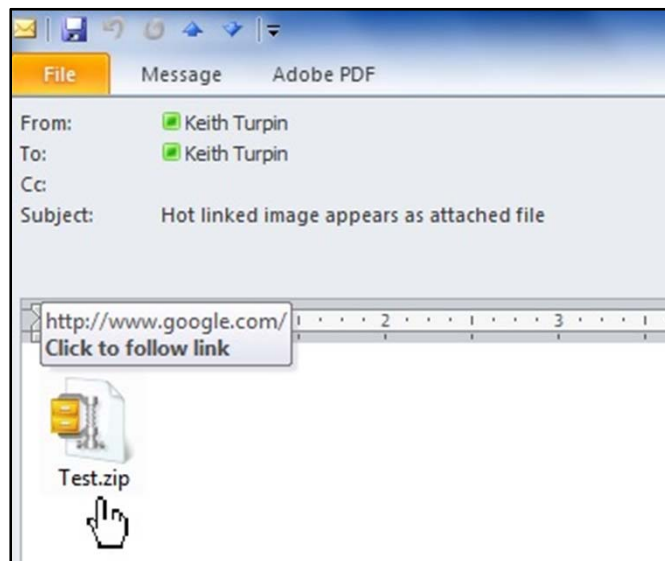 File Message Adobe PDF
From: Keith Turpin
To: Keith Turpin
Cc:
Subject: Hot linked image appears as attached file
http://www.google.com/
Click to follow link
2 3
Test.zip